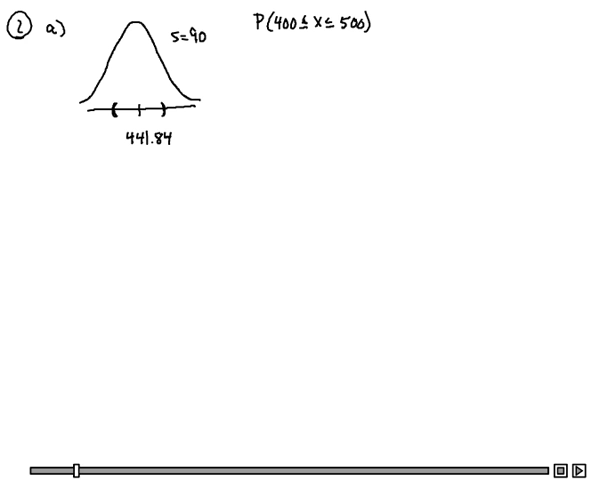 ② a) s=90 P(400 ≤ x ≤ 500)
441.84